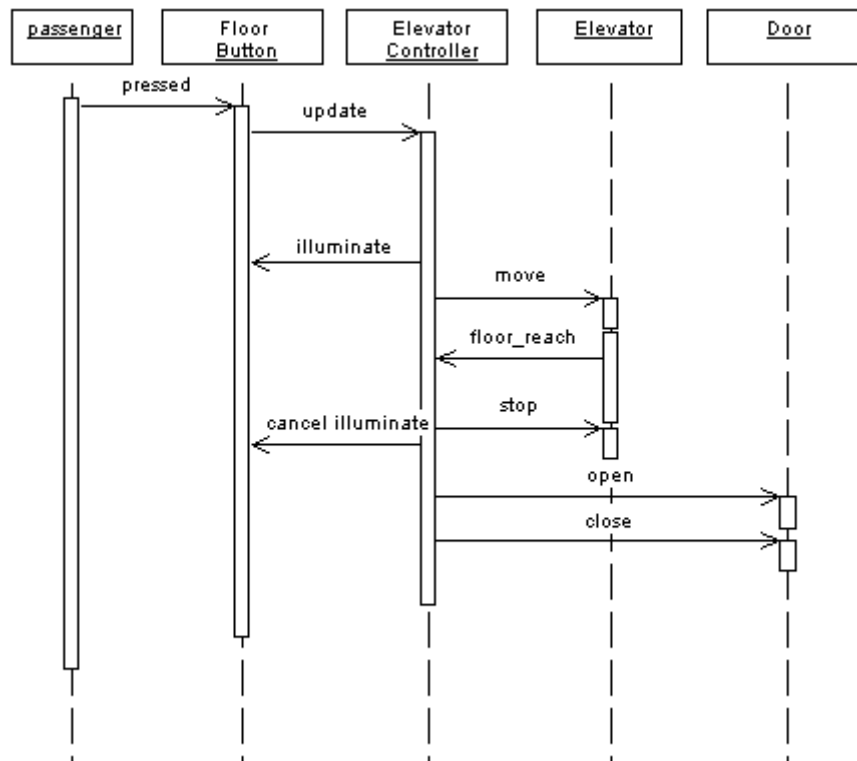 passenger
Floor
Button
Elevator
Controller
Elevator
Door
pressed
update
illuminate
move
floor_reach
stop
cancel illuminate
open
close